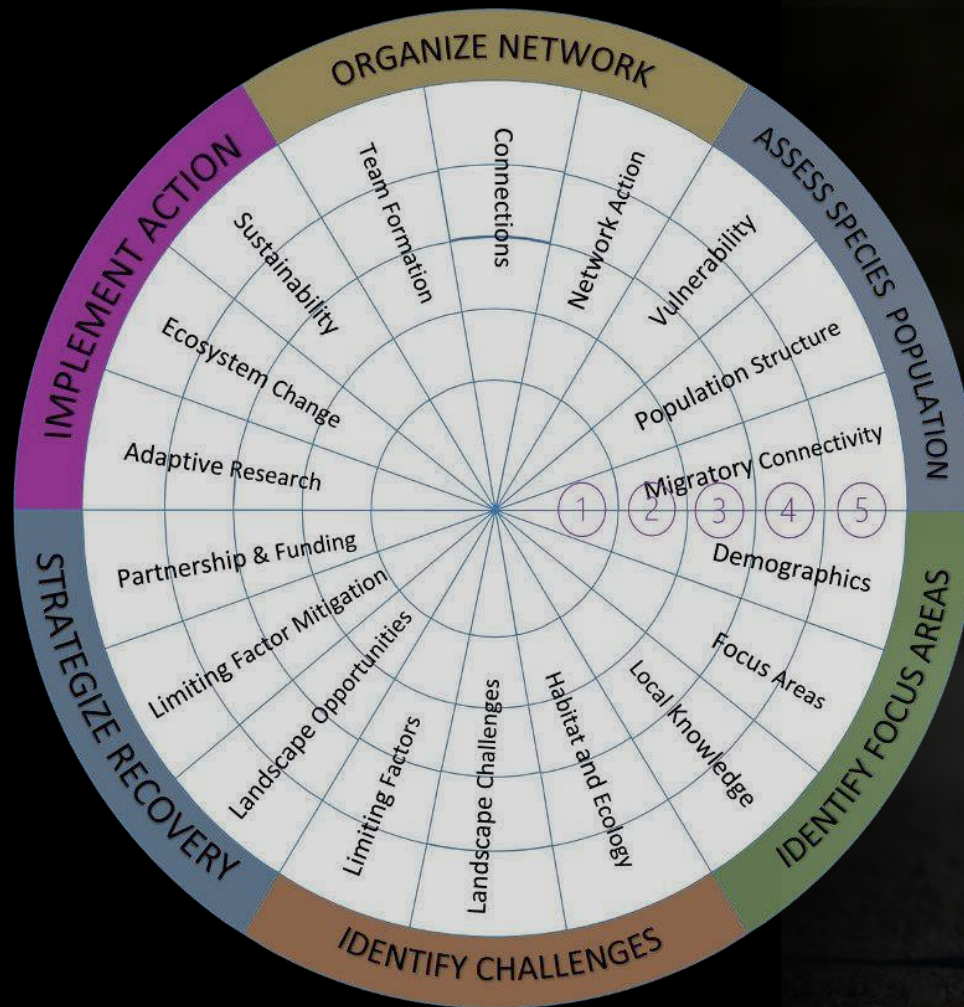 ORGANIZE NETWORK
ASSESS SPECIES POPULATION
IDENTIFY FOCUS AREAS
IDENTIFY CHALLENGES
STRATEGIZE RECOVERY
IMPLEMENT ACTION
Team Formation
Connections
Network Action
Vulnerability
Population Structure
Migratory Connectivity
1 2 3 4 5
Demographics
Focus Areas
Local Knowledge
Habitat and Ecology
Landscape Challenges
Limiting Factors
Landscape Opportunities
Limiting Factor Mitigation
Partnership & Funding
Adaptive Research
Ecosystem Change
Sustainability